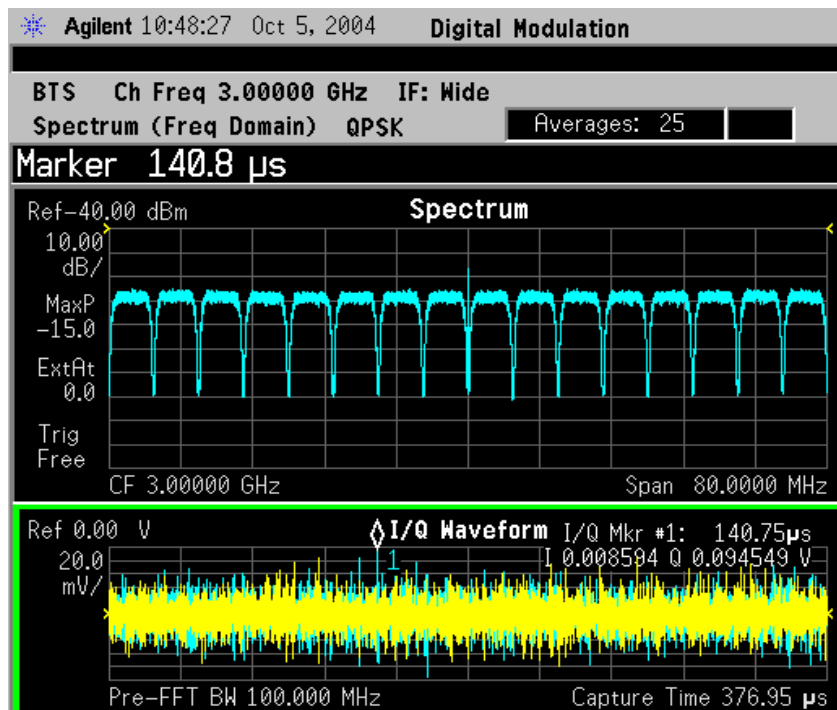 Agilent 10:48:27 Oct 5, 2004 Digital Modulation
BTS Ch Freq 3.00000 GHz IF: Wide
Spectrum (Freq Domain) QPSK Averages: 25
Marker 140.8 µs
Ref-40.00 dBm Spectrum
10.00
dB/
MaxP
-15.0
ExtAt
0.0
Trig
Free
CF 3.00000 GHz Span 80.0000 MHz
Ref 0.00 V I/Q Waveform I/Q Mkr #1: 140.75µs
20.0 1 I 0.008594 Q 0.094549 V
mV/
Pre-FFT BW 100.000 MHz Capture Time 376.95 µs